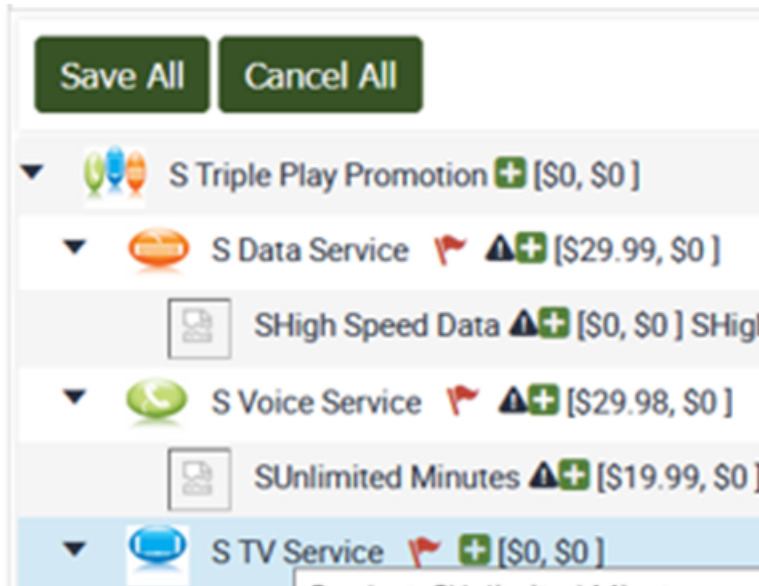 Save All Cancel All
S Triple Play Promotion [$0, $0 ]
S Data Service [$29.99, $0 ]
SHigh Speed Data [$0, $0 ] SHigl
S Voice Service [$29.98, $0 ]
SUnlimited Minutes [$19.99, $0 ]
S TV Service [$0, $0 ]